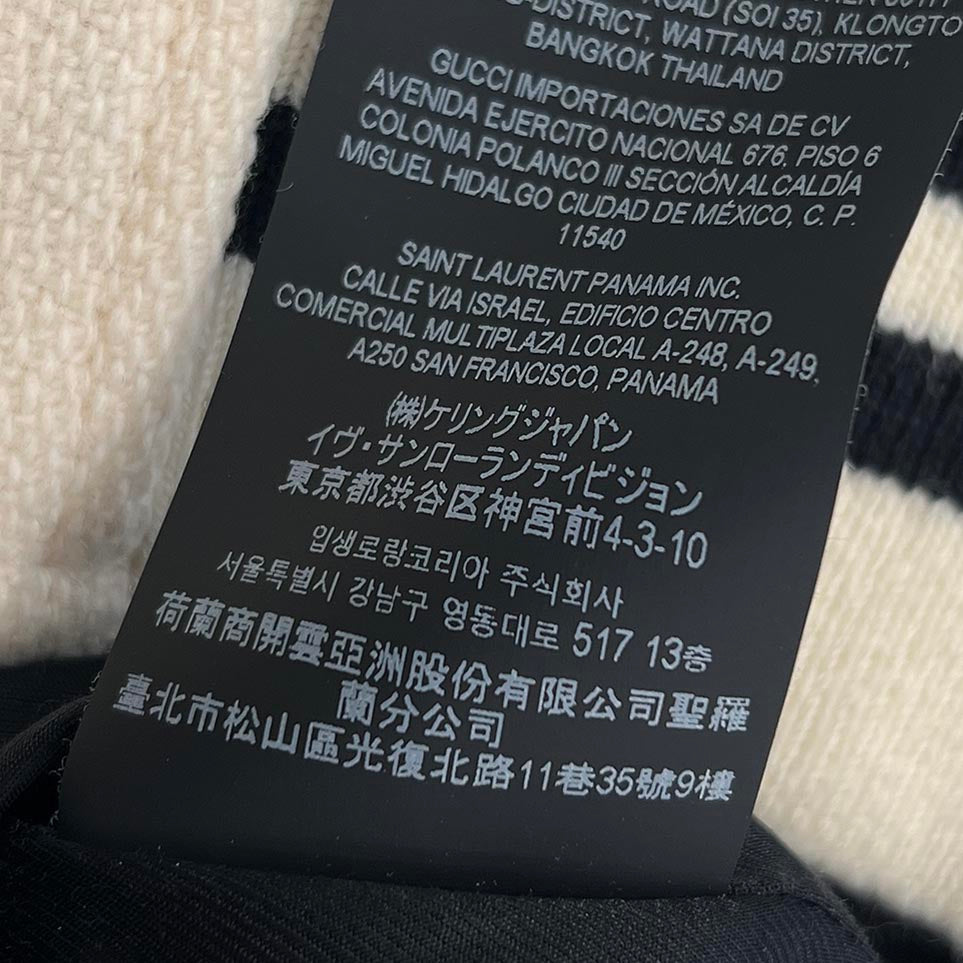 ROAD (SOI 35), KLONGTO
-DISTRICT, WATTANA DISTRICT,
BANGKOK THAILAND
GUCCI IMPORTACIONES SA DE CV
AVENIDA EJERCITO NACIONAL 676, PISO 6
COLONIA POLANCO III SECCIÓN ALCALDÍA
MIGUEL HIDALGO CIUDAD DE MÉXICO, C. P.
11540
SAINT LAURENT PANAMA INC.
CALLE VIA ISRAEL, EDIFICIO CENTRO
COMERCIAL MULTIPLAZA LOCAL A-248, A-249,
A250 SAN FRANCISCO, PANAMA
(株)ケリングジャパン
イヴ・サンローランディビジョン
東京都渋谷区神宮前4-3-10
입생로랑코리아 주식회사
서울특별시 강남구 영동대로 517 13층
荷蘭商開雲亞洲股份有限公司聖羅
蘭分公司
臺北市松山區光復北路11巷35號9樓